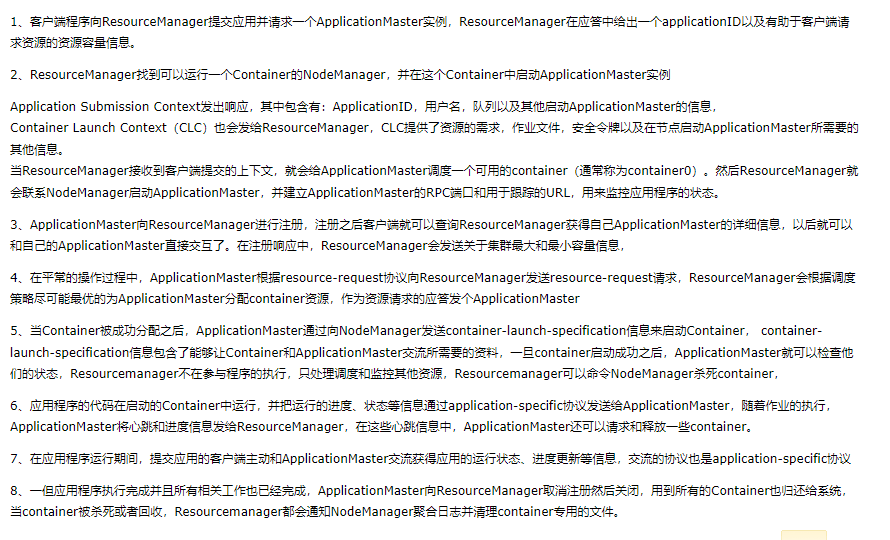 1、客户端程序向ResourceManager提交应用并请求一个ApplicationMaster实例，ResourceManager在应答中给出一个applicationID以及有助于客户端请
求资源的资源容量信息。
2、ResourceManager找到可以运行一个Container的NodeManager，并在这个Container中启动ApplicationMaster实例
Application Submission Context发出响应，其中包含有：ApplicationID，用户名，队列以及其他启动ApplicationMaster的信息，
Container Launch Context（CLC）也会发给ResourceManager，CLC提供了资源的需求，作业文件，安全令牌以及在节点启动ApplicationMaster所需要的
其他信息。
当ResourceManager接收到客户端提交的上下文，就会给ApplicationMaster调度一个可用的container（通常称为container0）。然后ResourceManager就
会联系NodeManager启动ApplicationMaster，并建立ApplicationMaster的RPC端口和用于跟踪的URL，用来监控应用程序的状态。
3、ApplicationMaster向ResourceManager进行注册，注册之后客户端就可以查询ResourceManager获得自己ApplicationMaster的详细信息，以后就可以
和自己的ApplicationMaster直接交互了。在注册响应中，ResourceManager会发送关于集群最大和最小容量信息，
4、在平常的操作过程中，ApplicationMaster根据resource-request协议向ResourceManager发送resource-request请求，ResourceManager会根据调度
策略尽可能最优的为ApplicationMaster分配container资源，作为资源请求的应答发个ApplicationMaster
5、当Container被成功分配之后，ApplicationMaster通过向NodeManager发送container-launch-specification信息来启动Container， container-
launch-specification信息包含了能够让Container和ApplicationMaster交流所需要的资料，一旦container启动成功之后，ApplicationMaster就可以检查他
们的状态，Resourcemanager不在参与程序的执行，只处理调度和监控其他资源，Resourcemanager可以命令NodeManager杀死container，
6、应用程序的代码在启动的Container中运行，并把运行的进度、状态等信息通过application-specific协议发送给ApplicationMaster，随着作业的执行，
ApplicationMaster将心跳和进度信息发给ResourceManager，在这些心跳信息中，ApplicationMaster还可以请求和释放一些container。
7、在应用程序运行期间，提交应用的客户端主动和ApplicationMaster交流获得应用的运行状态、进度更新等信息，交流的协议也是application-specific协议
8、一但应用程序执行完成并且所有相关工作也已经完成，ApplicationMaster向ResourceManager取消注册然后关闭，用到所有的Container也归还给系统，
当container被杀死或者回收，Resourcemanager都会通知NodeManager聚合日志并清理container专用的文件。